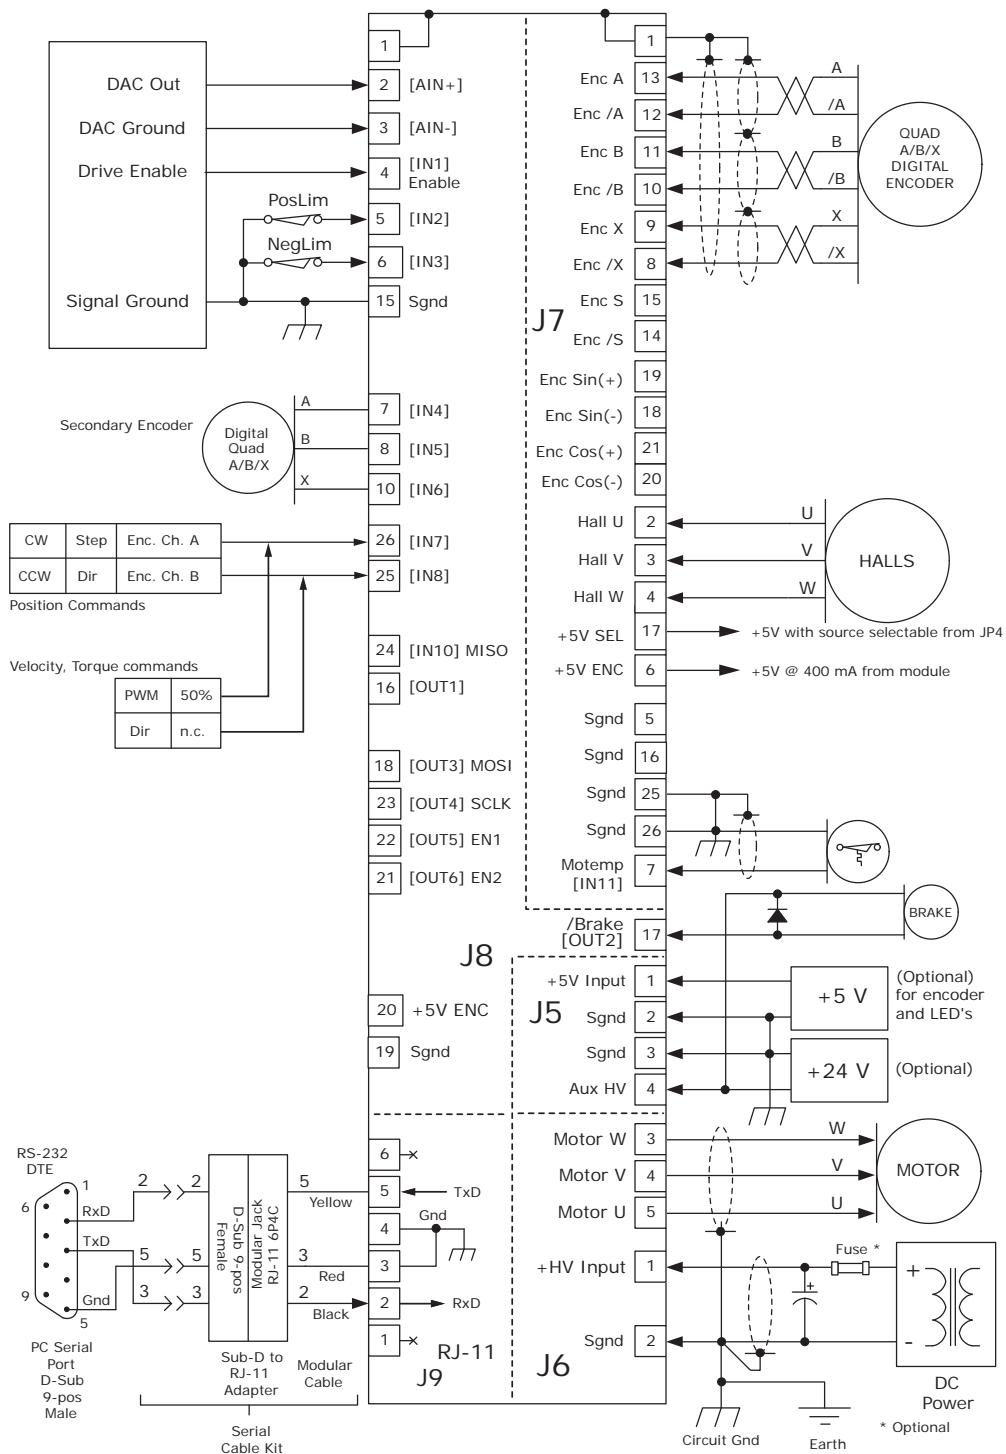 DAC Out
DAC Ground
Drive Enable
PosLim
NegLim
Signal Ground
1
2 [AIN+]
3 [AIN-]
4 [IN1]
Enable
5 [IN2]
6 [IN3]
15 Sgnd
Secondary Encoder
Digital
Quad
A/B/X
A
B
X
7 [IN4]
8 [IN5]
10 [IN6]
CW Step Enc. Ch. A
CCW Dir Enc. Ch. B
Position Commands
26 [IN7]
25 [IN8]
Velocity, Torque commands
PWM 50%
Dir n.c.
24 [IN10] MISO
16 [OUT1]
18 [OUT3] MOSI
23 [OUT4] SCLK
22 [OUT5] EN1
21 [OUT6] EN2
J8
20 +5V ENC
19 Sgnd
J7
1
Enc A 13
Enc /A 12
Enc B 11
Enc /B 10
Enc X 9
Enc /X 8
Enc S 15
Enc /S 14
Enc Sin(+) 19
Enc Sin(-) 18
Enc Cos(+) 21
Enc Cos(-) 20
Hall U 2
Hall V 3
Hall W 4
+5V SEL 17
+5V ENC 6
Sgnd 5
Sgnd 16
Sgnd 25
Sgnd 26
Motemp
[IN11] 7
/Brake
[OUT2] 17
A
/A
B
/B
X
/X
QUAD
A/B/X
DIGITAL
ENCODER
U
V
W
HALLS
+5V with source selectable from JP4
+5V @ 400 mA from module
BRAKE
J5
+5V Input 1
Sgnd 2
Sgnd 3
Aux HV 4
+5 V
(Optional)
for encoder
and LED's
+24 V
(Optional)
Motor W 3
Motor V 4
Motor U 5
W
V
U
MOTOR
+HV Input 1
Sgnd 2
J6
Fuse *
+
+
-
DC
Power
* Optional
Circuit Gnd
Earth
RS-232
DTE
1
6
RxD
TxD
9
Gnd
5
PC Serial
Port
D-Sub
9-pos
Male
2 2
5 5
3 3
D-Sub 9-pos
Female
Modular Jack
RJ-11 6P4C
5
Yellow
3
Red
2
Black
Sub-D to
RJ-11
Adapter
Modular
Cable
Serial
Cable Kit
6
5 TxD
4 Gnd
3
2 RxD
1
RJ-11
J9